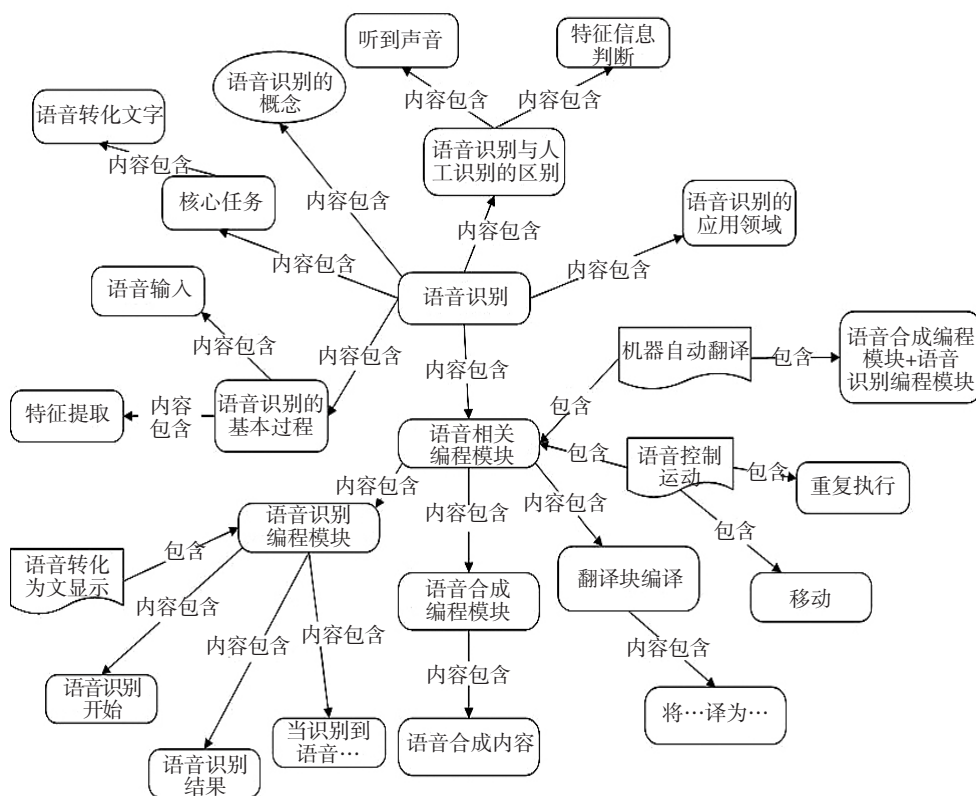 听到声音
特征信息
判断
语音识别的
概念
内容包含
内容包含
语音转化文字
语音识别与人
工识别的区别
内容包含
内容包含
核心任务
语音识别的
应用领域
内容包含
内容包含
内容包含
语音输入
语音识别
内容包含
内容包含
内容包含
机器自动翻译
包含
语音合成编程
模块+语音
识别编程模块
特征提取
内容
包含
语音识别的
基本过程
包含
语音相关
编程模块
包含
语音控制
运动
包含
重复执行
内容包含
内容包含
内容包含
语音识别
编程模块
包含
语音转化
为文显示
包含
翻译块编译
语音合成
编程模块
移动
内容包含
内容包含
内容包含
内容包含
内容包含
语音识别
开始
当识别到
语音…
语音合成内容
将…译为…
语音识别
结果